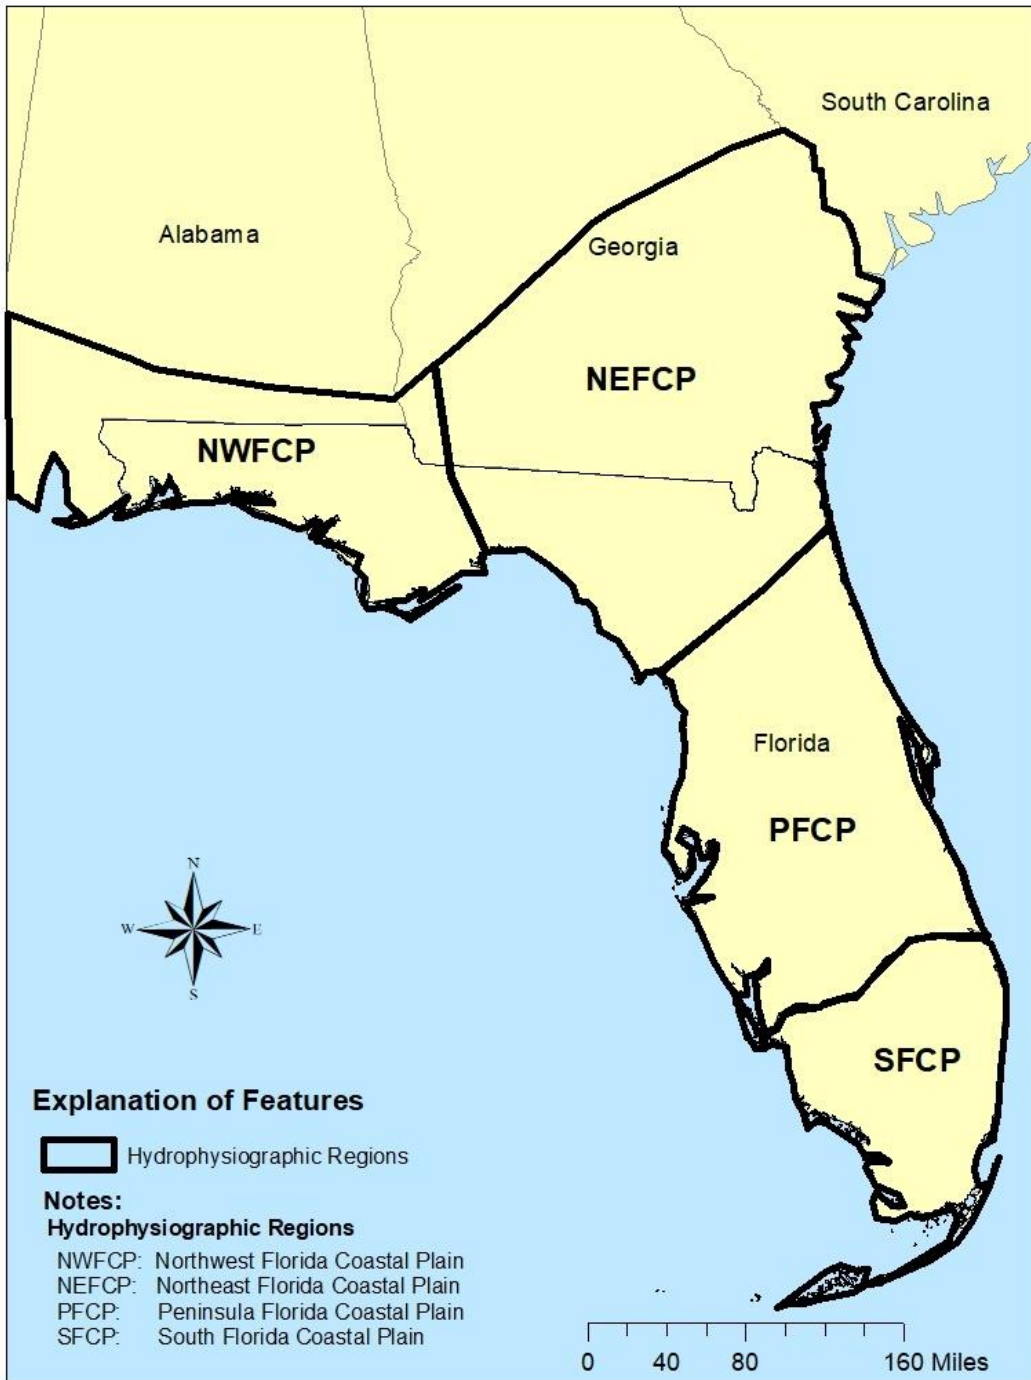 South Carolina
Alabama
Georgia
NEFCP
NWFCP
Florida
PFCP
N
W E
S
SFCP
Explanation of Features
Hydrophysiographic Regions
Notes:
Hydrophysiographic Regions
NWFCP: Northwest Florida Coastal Plain
NEFCP: Northeast Florida Coastal Plain
PFCP: Peninsula Florida Coastal Plain
SFCP: South Florida Coastal Plain
0 40 80 160 Miles